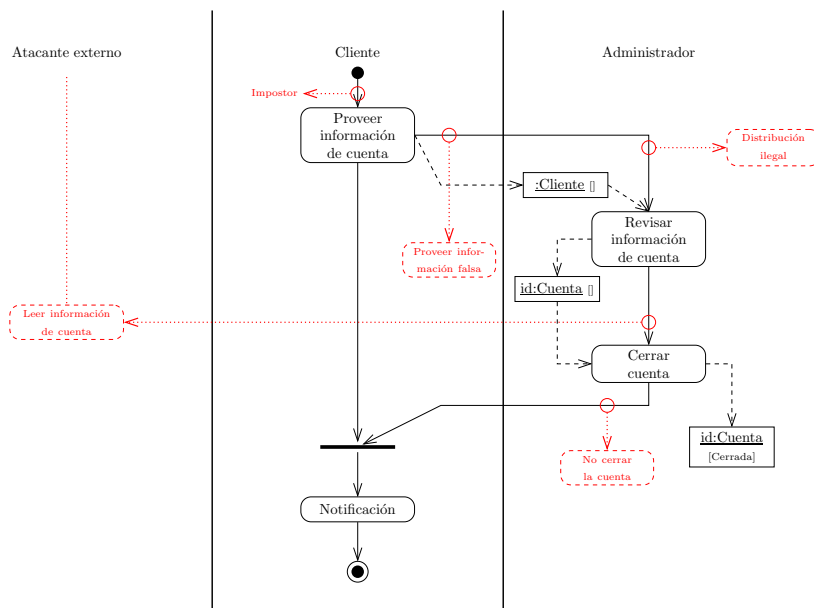 Atacante externo
Cliente
Administrador
Impostor
Proveer
información
de cuenta
Distribución
ilegal
:Cliente []
Revisar
información
de cuenta
Proveer infor-
mación falsa
id:Cuenta []
Leer información
de cuenta
Cerrar
cuenta
id:Cuenta
[Cerrada]
No cerrar
la cuenta
Notificación